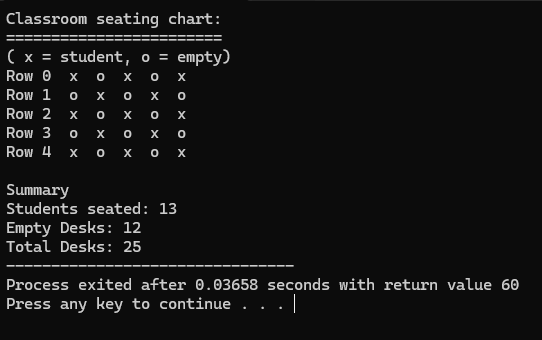 Classroom seating chart:
========================
( x = student, o = empty)
Row 0  x  o  x  o  x
Row 1  o  x  o  x  o
Row 2  x  o  x  o  x
Row 3  o  x  o  x  o
Row 4  x  o  x  o  x
Summary
Students seated: 13
Empty Desks: 12
Total Desks: 25
--------------------------------
Process exited after 0.03658 seconds with return value 60
Press any key to continue . . .